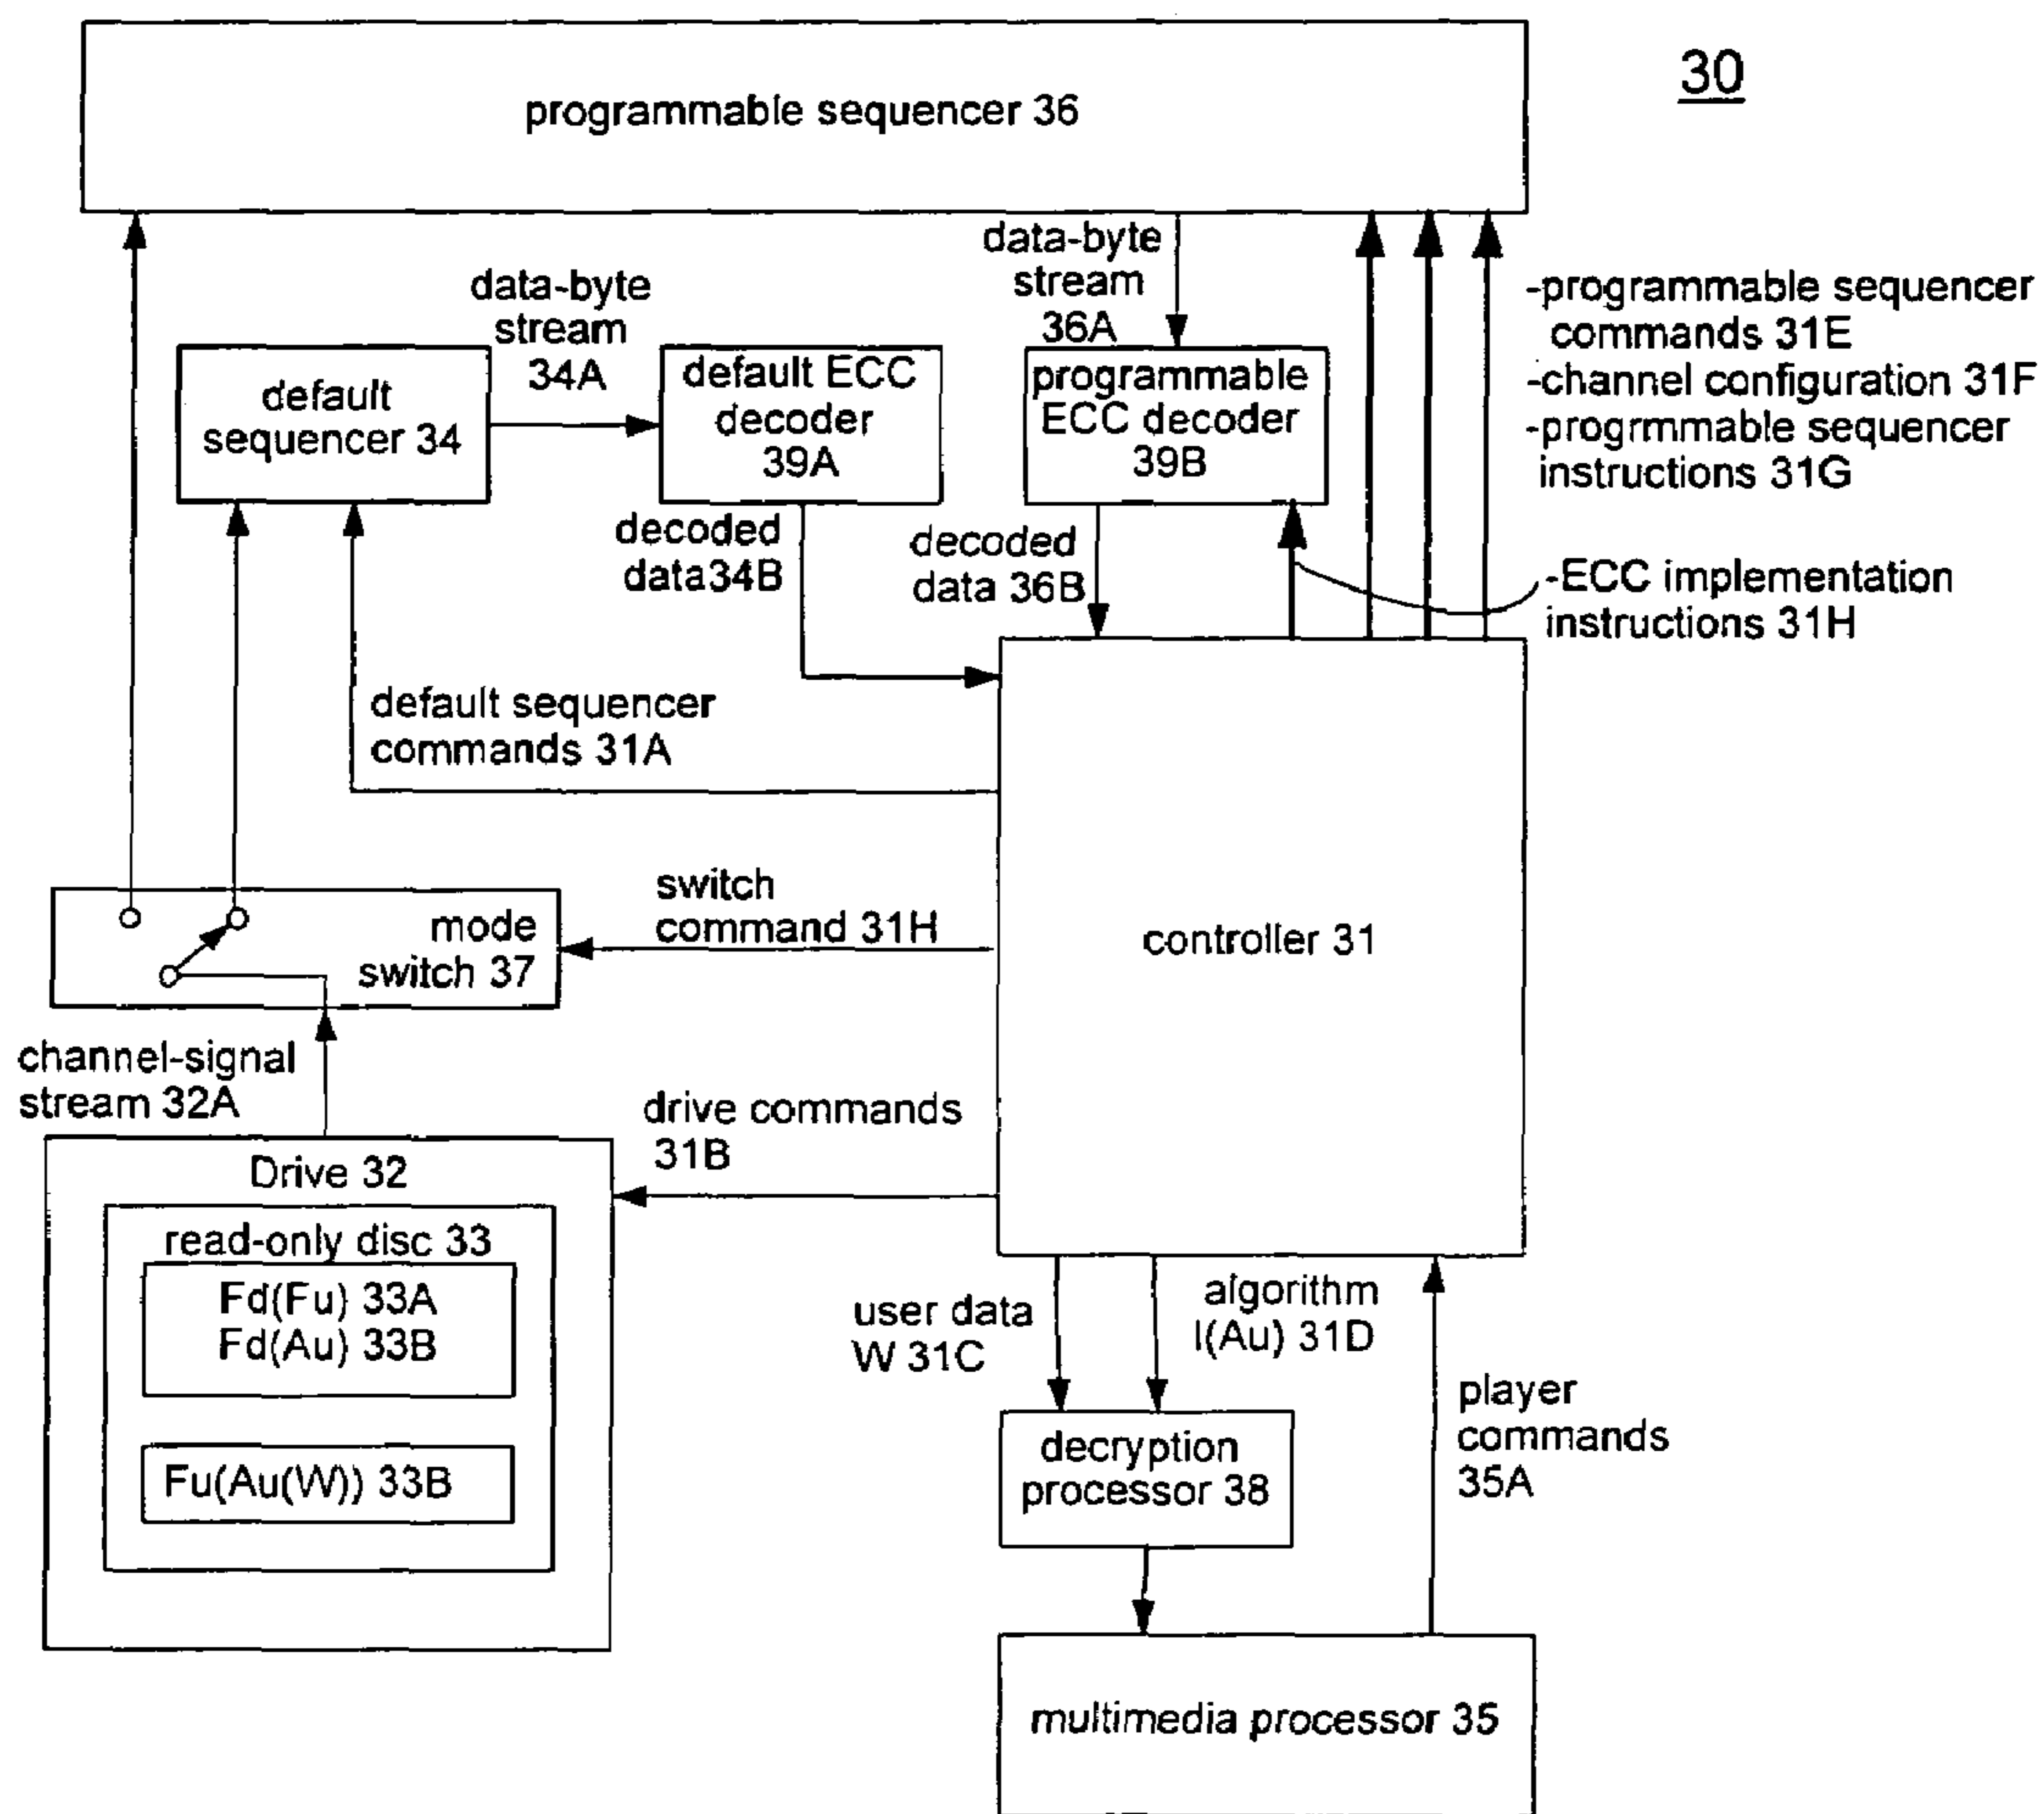 30
programmable sequencer 36
data-byte
stream
34A
data-byte
stream
36A
-programmable sequencer
commands 31E
-channel configuration 31F
-progrmmable sequencer
instructions 31G
default
sequencer 34
default ECC
decoder
39A
programmable
ECC decoder
39B
decoded
data34B
decoded
data 36B
-ECC implementation
instructions 31H
default sequencer
commands 31A
switch
command 31H
controller 31
mode
switch 37
channel-signal
stream 32A
drive commands
31B
Drive 32
read-only disc 33
Fd(Fu) 33A
Fd(Au) 33B
Fu(Au(W)) 33B
user data
W 31C
algorithm
I(Au) 31D
player
commands
35A
decryption
processor 38
multimedia processor 35